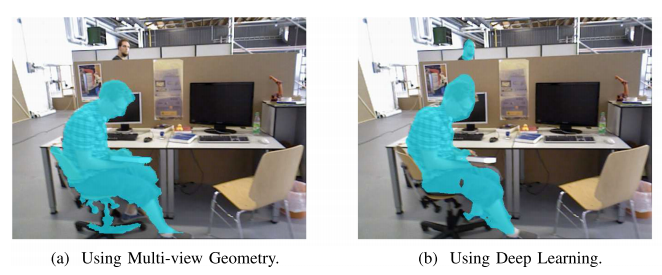 (a) Using Multi-view Geometry.
(b) Using Deep Learning.